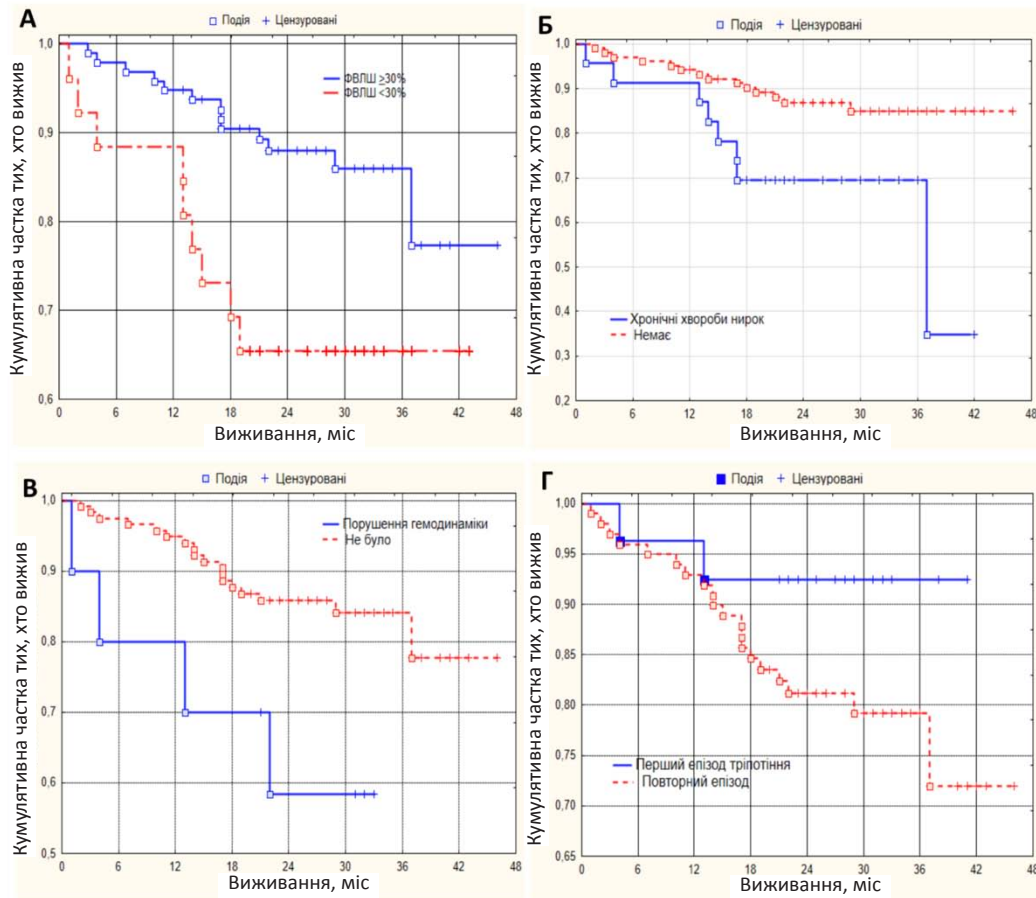 А
Подія Цензуровані
1,0
0,9
0,8
0,7
0,6
ФВЛШ ≥30%
ФВЛШ <30%
0 6 12 18 24 30 36 42 48
Виживання, міс
Кумулятивна частка тих, хто вижив
Б
Подія Цензуровані
1,0
0,9
0,8
0,7
0,6
0,5
0,4
0,3
0,2
Хронічні хвороби нирок
Немає
0 6 12 18 24 30 36 42 48
Виживання, міс
Кумулятивна частка тих, хто вижив
В
Подія Цензуровані
1,0
0,9
0,8
0,7
0,6
0,5
Порушення гемодинаміки
Не було
0 6 12 18 24 30 36 42 48
Виживання, міс
Кумулятивна частка тих, хто вижив
Г
Подія Цензуровані
1,00
0,95
0,90
0,85
0,80
0,75
0,70
0,65
Перший епізод тріпотіння
Повторний епізод
0 6 12 18 24 30 36 42 48
Виживання, міс
Кумулятивна частка тих, хто вижив